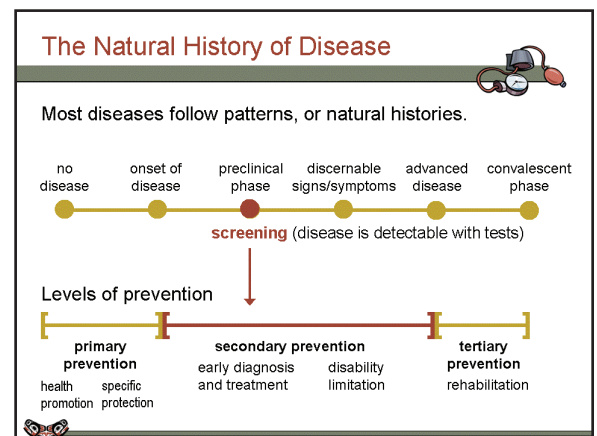 The Natural History of Disease
Most diseases follow patterns, or natural histories.
no disease
onset of disease
preclinical phase
discernable signs/symptoms
advanced disease
convalescent phase
screening (disease is detectable with tests)
Levels of prevention
primary prevention
health promotion
specific protection
secondary prevention
early diagnosis and treatment
disability limitation
tertiary prevention
rehabilitation